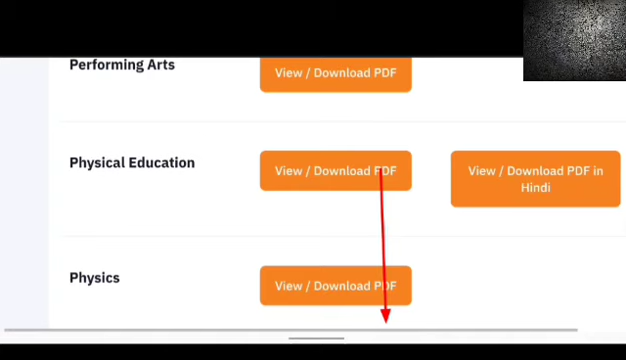 Performing Arts
View / Download PDF
Physical Education
View / Download PDF
View / Download PDF in
Hindi
Physics
View / Download PDF